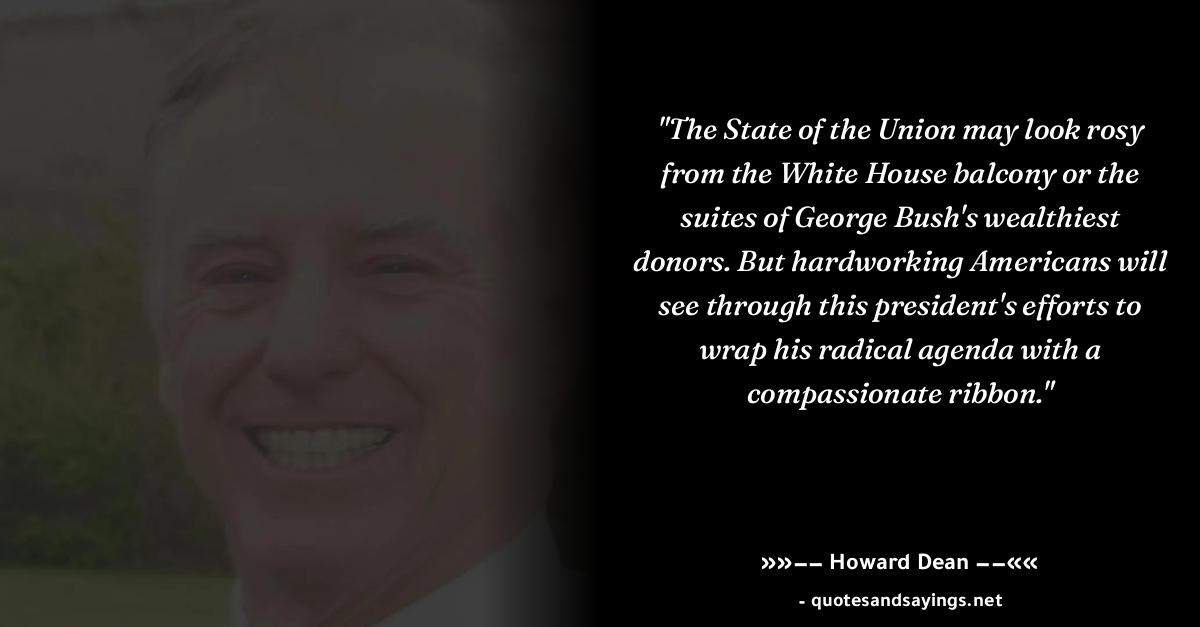 "The State of the Union may look rosy
from the White House balcony or the
suites of George Bush's wealthiest
donors. But hardworking Americans will
see through this president's efforts to
wrap his radical agenda with a
compassionate ribbon."
»»−− Howard Dean −−««
- quotesandsayings.net